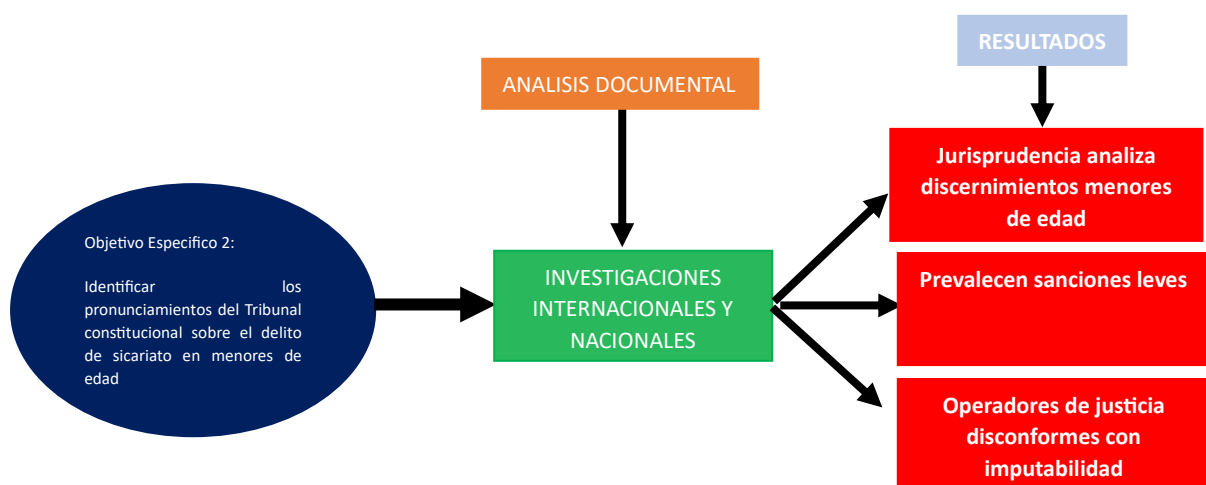 RESULTADOS
ANALISIS DOCUMENTAL
Jurisprudencia analiza
discernimientos menores
de edad
Objetivo Especifico 2:
Identificar los
pronunciamientos del Tribunal
constitucional sobre el delito
de sicariato en menores de
edad
INVESTIGACIONES
INTERNACIONALES Y
NACIONALES
Prevalecen sanciones leves
Operadores de justicia
disconformes con
imputabilidad